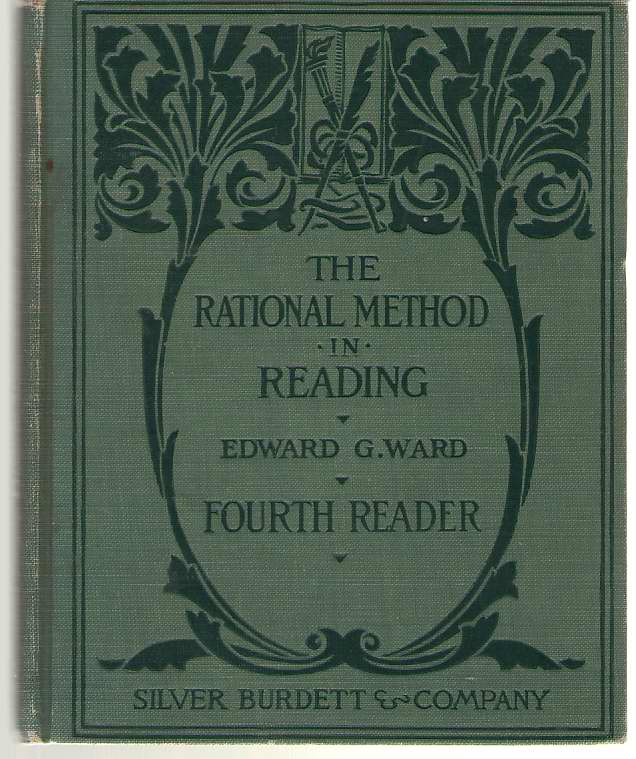 THE
RATIONAL METHOD
· IN ·
READING
EDWARD G. WARD
FOURTH READER
SILVER BURDETT & COMPANY